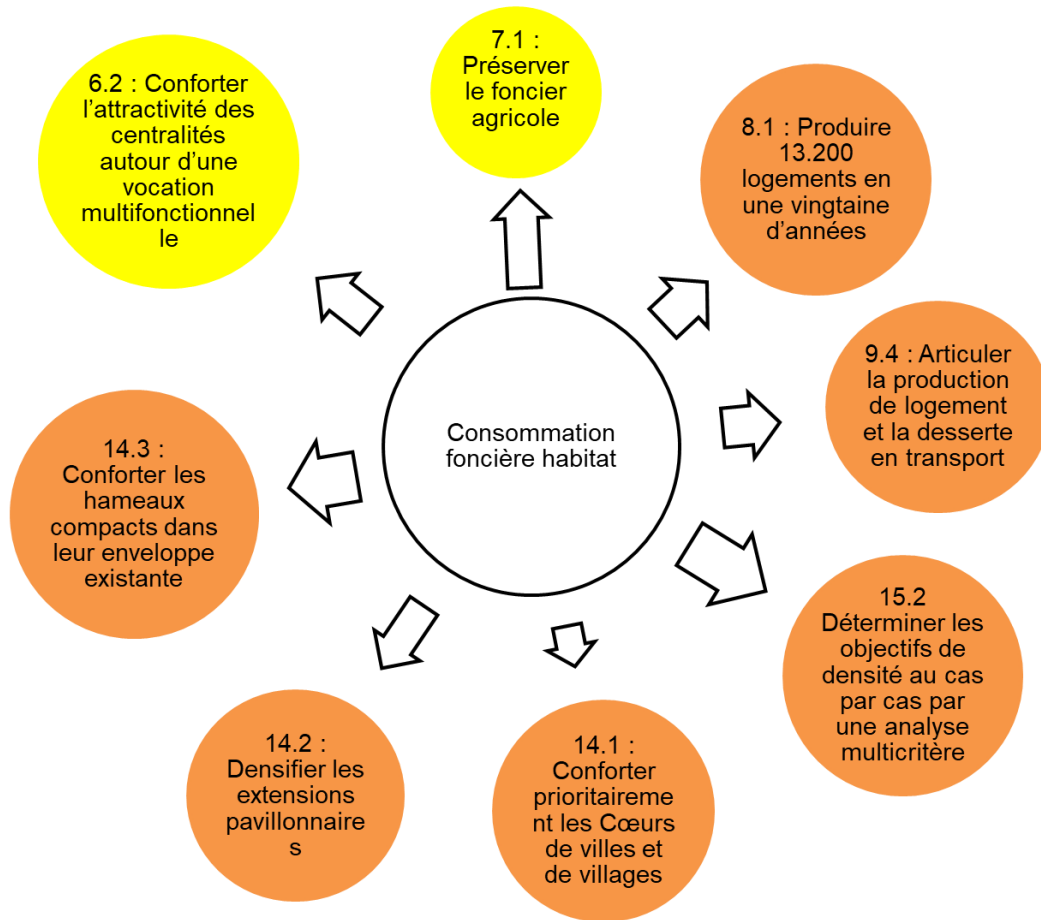 6.2 : Conforter
l’attractivité des
centralités
autour d’une
vocation
multifonctionnel
le
7.1 :
Préserver
le foncier
agricole
8.1 : Produire
13.200
logements en
une vingtaine
d’années
9.4 : Articuler
la production
de logement
et la desserte
en transport
Consommation
foncière habitat
14.3 :
Conforter les
hameaux
compacts dans
leur enveloppe
existante
15.2
Déterminer les
objectifs de
densité au cas
par cas par
une analyse
multicritère
14.2 :
Densifier les
extensions
pavillonnaire
s
14.1 :
Conforter
prioritaireme
nt les Cœurs
de villes et
de villages